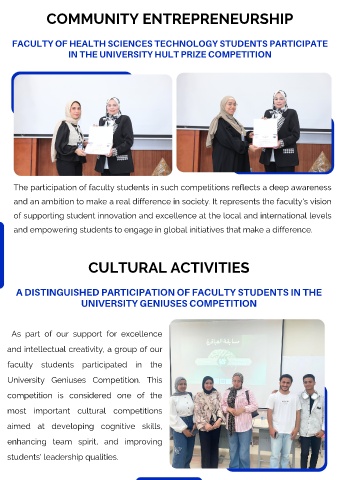 COMMUNITY ENTREPRENEURSHIP
FACULTY OF HEALTH SCIENCES TECHNOLOGY STUDENTS PARTICIPATE
IN THE UNIVERSITY HULT PRIZE COMPETITION
The participation of faculty students in such competitions reflects a deep awareness
and an ambition to make a real difference in society. It represents the faculty's vision
of supporting student innovation and excellence at the local and international levels
and empowering students to engage in global initiatives that make a difference.
CULTURAL ACTIVITIES
A DISTINGUISHED PARTICIPATION OF FACULTY STUDENTS IN THE
UNIVERSITY GENIUSES COMPETITION
As part of our support for excellence
and intellectual creativity, a group of our
faculty students participated in the
University Geniuses Competition. This
competition is considered one of the
most important cultural competitions
aimed at developing cognitive skills,
enhancing team spirit, and improving
students' leadership qualities.